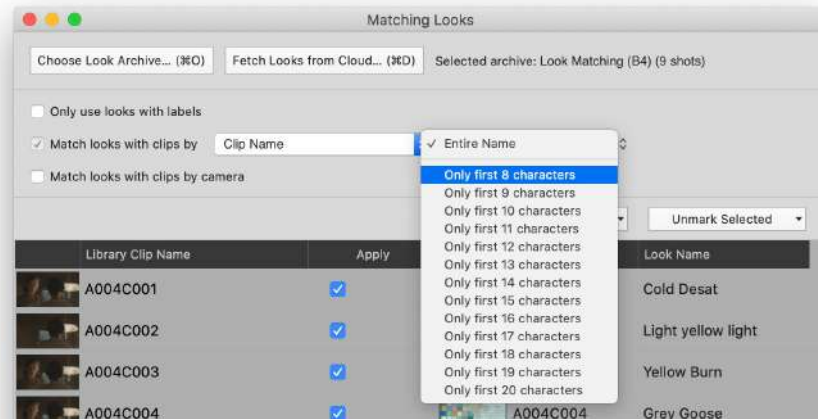 Matching Looks
Choose Look Archive... (⌘O) Fetch Looks from Cloud... (⌘D) Selected archive: Look Matching (B4) (9 shots)
Only use looks with labels
Match looks with clips by Clip Name ✓ Entire Name
Match looks with clips by camera
Only first 8 characters
Only first 9 characters
Only first 10 characters
Only first 11 characters
Only first 12 characters
Only first 13 characters
Only first 14 characters
Only first 15 characters
Only first 16 characters
Only first 17 characters
Only first 18 characters
Only first 19 characters
Only first 20 characters
Unmark Selected
Library Clip Name Apply Look Name
A004C001 Cold Desat
A004C002 Light yellow light
A004C003 Yellow Burn
A004C004 A004C004 Grey Goose